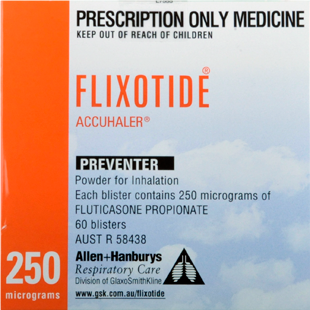 PRESCRIPTION ONLY MEDICINE
KEEP OUT OF REACH OF CHILDREN
FLIXOTIDE®
ACCUHALER®
PREVENTER
Powder for Inhalation
Each blister contains 250 micrograms of
FLUTICASONE PROPIONATE
60 blisters
AUST R 58438
250
micrograms
Allen+Hanburys
Respiratory Care
Division of GlaxoSmithKline
www.gsk.com.au/flixotide